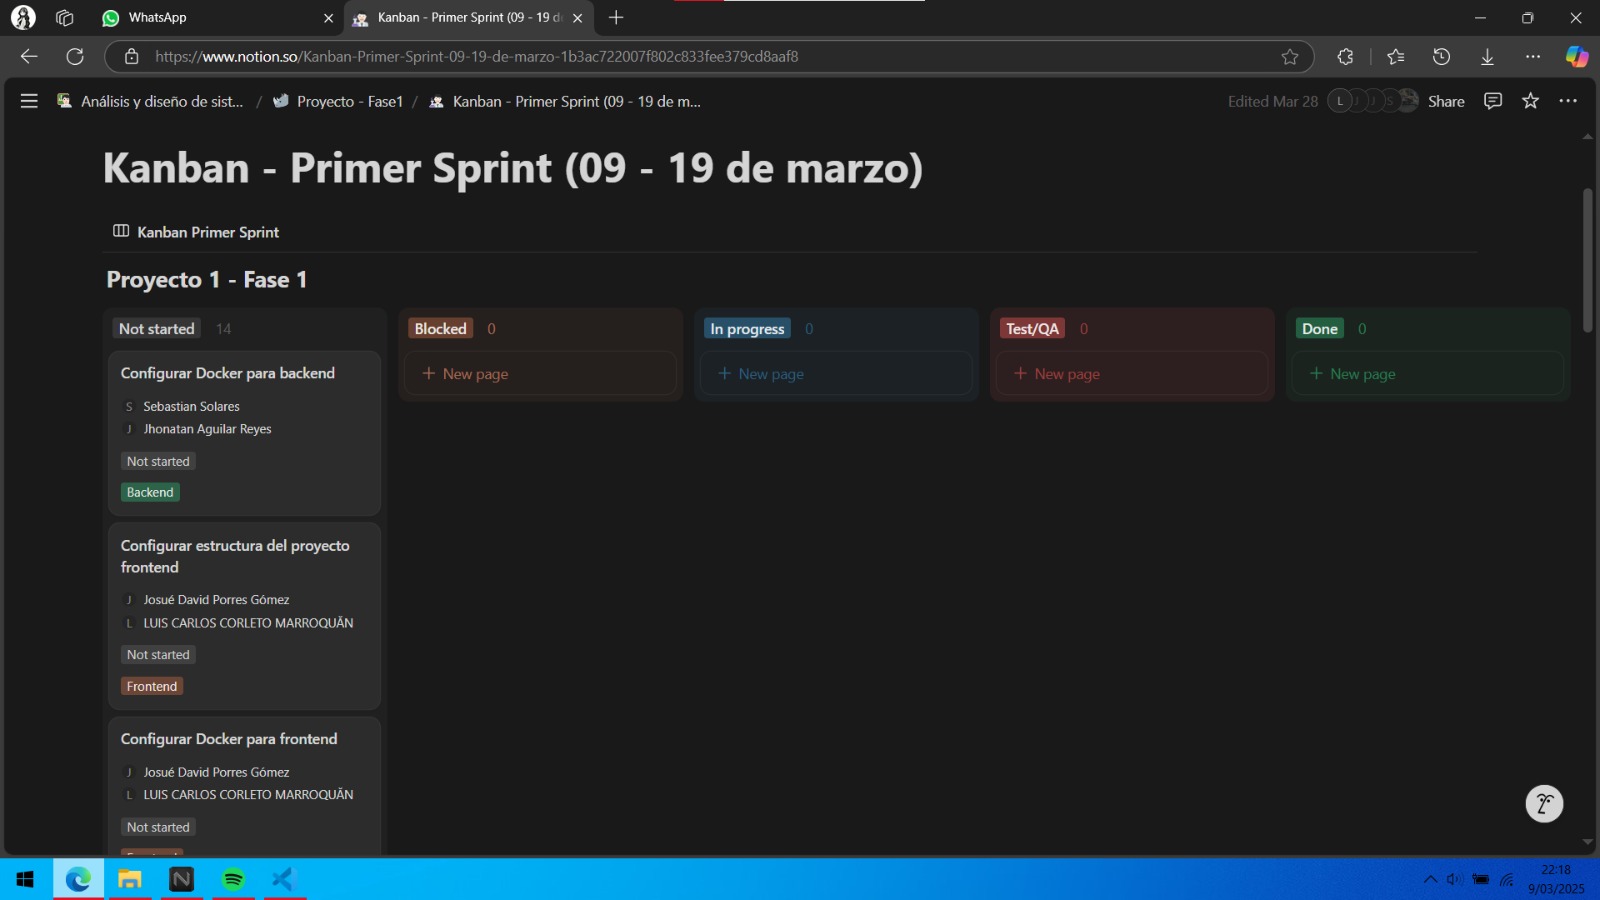 WhatsApp
Kanban - Primer Sprint (09 - 19 d
https://www.notion.so/Kanban-Primer-Sprint-09-19-de-marzo-1b3ac722007f802c833fee379cd8aaf8
Análisis y diseño de sist... / Proyecto - Fase1 / Kanban - Primer Sprint (09 - 19 de m...
Edited Mar 28 L J J S Share
Kanban - Primer Sprint (09 - 19 de marzo)
Kanban Primer Sprint
Proyecto 1 - Fase 1
Not started 14
Configurar Docker para backend
S Sebastian Solares
J Jhonatan Aguilar Reyes
Not started
Backend
Configurar estructura del proyecto
frontend
J Josué David Porres Gómez
L LUIS CARLOS CORLETO MARROQUÃN
Not started
Frontend
Configurar Docker para frontend
J Josué David Porres Gómez
L LUIS CARLOS CORLETO MARROQUÃN
Not started
Blocked 0
+ New page
In progress 0
+ New page
Test/QA 0
+ New page
Done 0
+ New page
22:18
9/03/2025